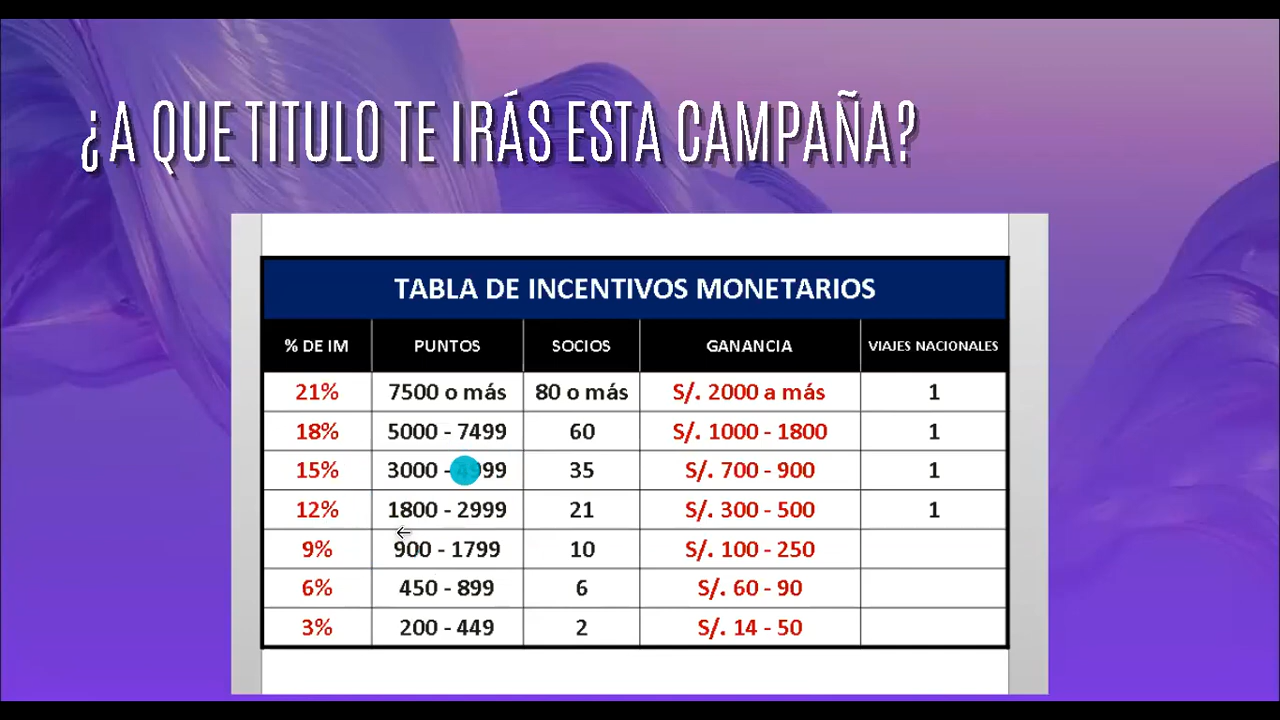 ¿A QUE TITULO TE IRÁS ESTA CAMPAÑA?
TABLA DE INCENTIVOS MONETARIOS
% DE IM PUNTOS SOCIOS GANANCIA VIAJES NACIONALES
21% 7500 o más 80 o más S/. 2000 a más 1
18% 5000 - 7499 60 S/. 1000 - 1800 1
15% 3000 - 4999 35 S/. 700 - 900 1
12% 1800 - 2999 21 S/. 300 - 500 1
9% 900 - 1799 10 S/. 100 - 250
6% 450 - 899 6 S/. 60 - 90
3% 200 - 449 2 S/. 14 - 50